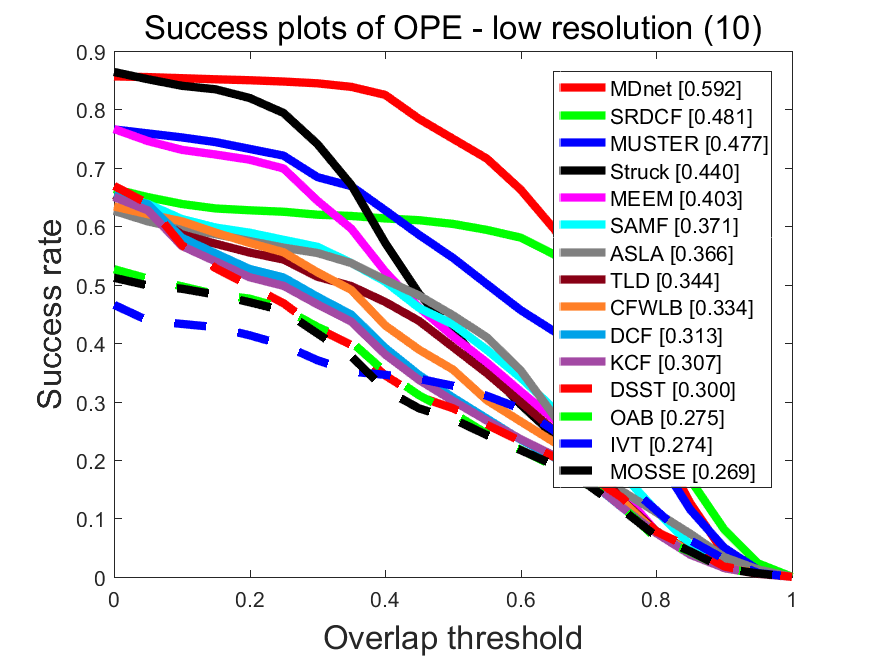 Success plots of OPE - low resolution (10)
0.9
0.8
0.7
0.6
0.5
0.4
0.3
0.2
0.1
0
Success rate
MDnet [0.592]
SRDCF [0.481]
MUSTER [0.477]
Struck [0.440]
MEEM [0.403]
SAMF [0.371]
ASLA [0.366]
TLD [0.344]
CFWLB [0.334]
DCF [0.313]
KCF [0.307]
DSST [0.300]
OAB [0.275]
IVT [0.274]
MOSSE [0.269]
0 0.2 0.4 0.6 0.8 1
Overlap threshold